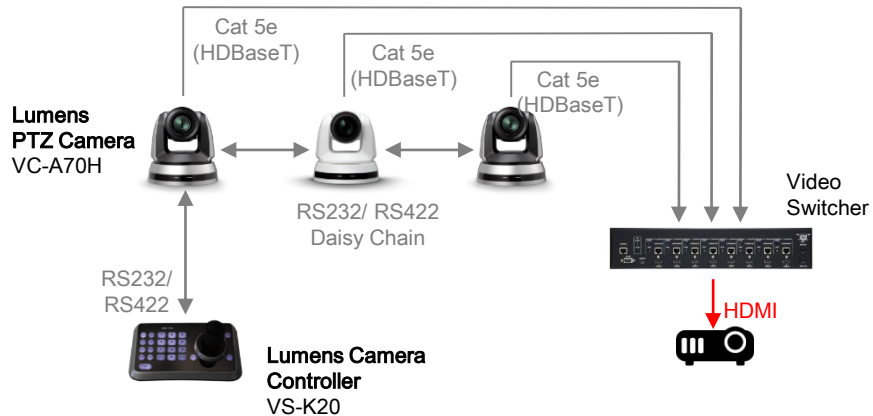 Cat 5e
(HDBaseT)
Cat 5e
(HDBaseT)
Cat 5e
(HDBaseT)
Lumens
PTZ Camera
VC-A70H
RS232/ RS422
Daisy Chain
Video
Switcher
RS232/
RS422
HDMI
Lumens Camera
Controller
VS-K20